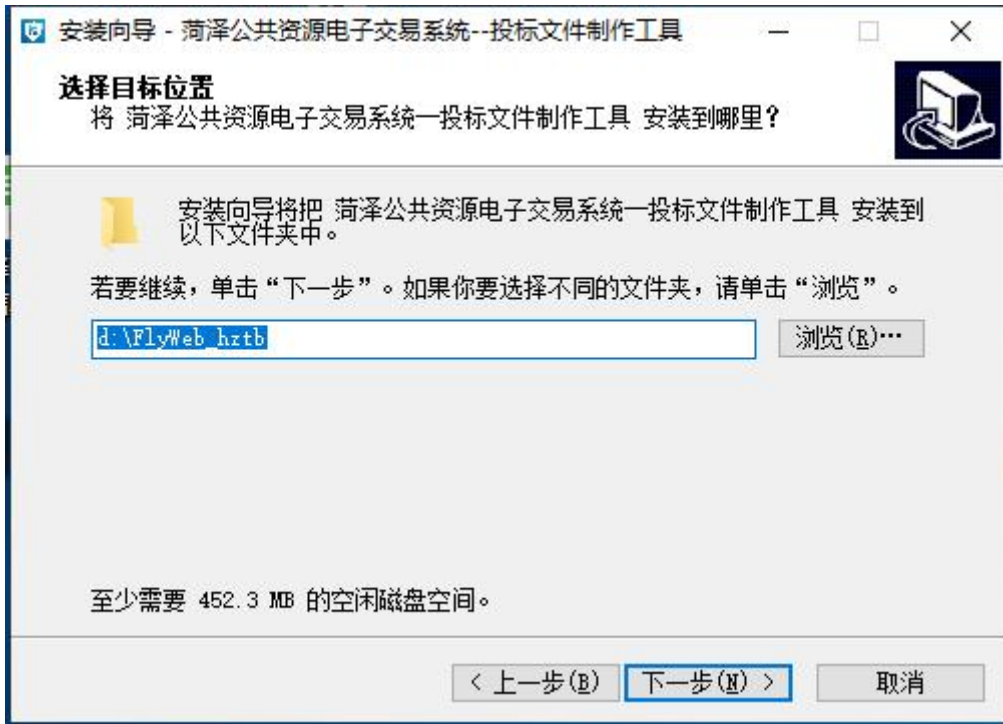 安装向导 - 菏泽公共资源电子交易系统--投标文件制作工具
选择目标位置
将 菏泽公共资源电子交易系统—投标文件制作工具 安装到哪里?
安装向导将把 菏泽公共资源电子交易系统—投标文件制作工具 安装到
以下文件夹中。
若要继续，单击“下一步”。如果你要选择不同的文件夹，请单击“浏览”。
d:\FlyWeb_hztb
浏览(R)…
至少需要 452.3 MB 的空闲磁盘空间。
< 上一步(B) 下一步(N) > 取消